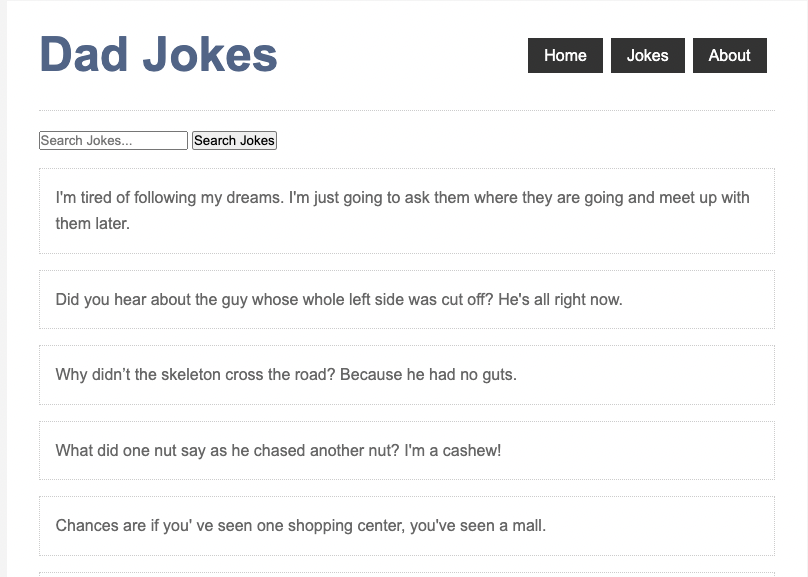 Dad Jokes
Home
Jokes
About
Search Jokes...
Search Jokes
I'm tired of following my dreams. I'm just going to ask them where they are going and meet up with
them later.
Did you hear about the guy whose whole left side was cut off? He's all right now.
Why didn’t the skeleton cross the road? Because he had no guts.
What did one nut say as he chased another nut? I'm a cashew!
Chances are if you' ve seen one shopping center, you've seen a mall.